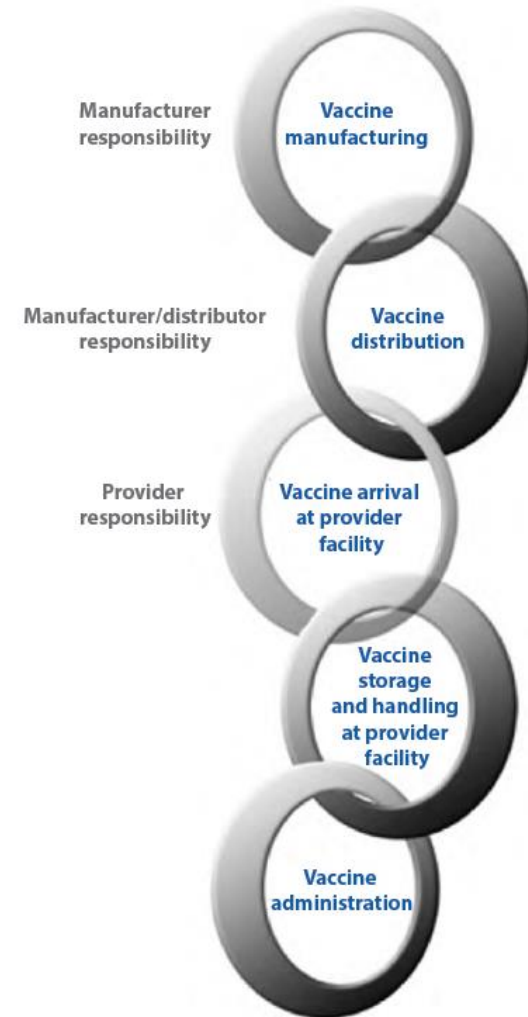 Manufacturer
responsibility
Vaccine
manufacturing
Manufacturer/distributor
responsibility
Vaccine
distribution
Provider
responsibility
Vaccine arrival
at provider
facility
Vaccine
storage
and handling
at provider
facility
Vaccine
administration